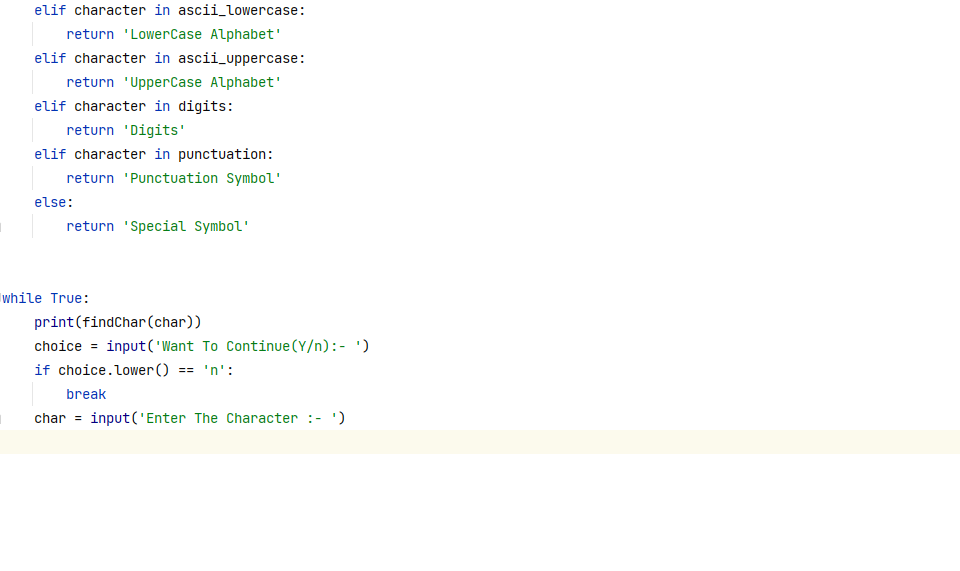 elif character in ascii_lowercase:
        return 'LowerCase Alphabet'
    elif character in ascii_uppercase:
        return 'UpperCase Alphabet'
    elif character in digits:
        return 'Digits'
    elif character in punctuation:
        return 'Punctuation Symbol'
    else:
        return 'Special Symbol'
while True:
    print(findChar(char))
    choice = input('Want To Continue(Y/n):- ')
    if choice.lower() == 'n':
        break
    char = input('Enter The Character :- ')